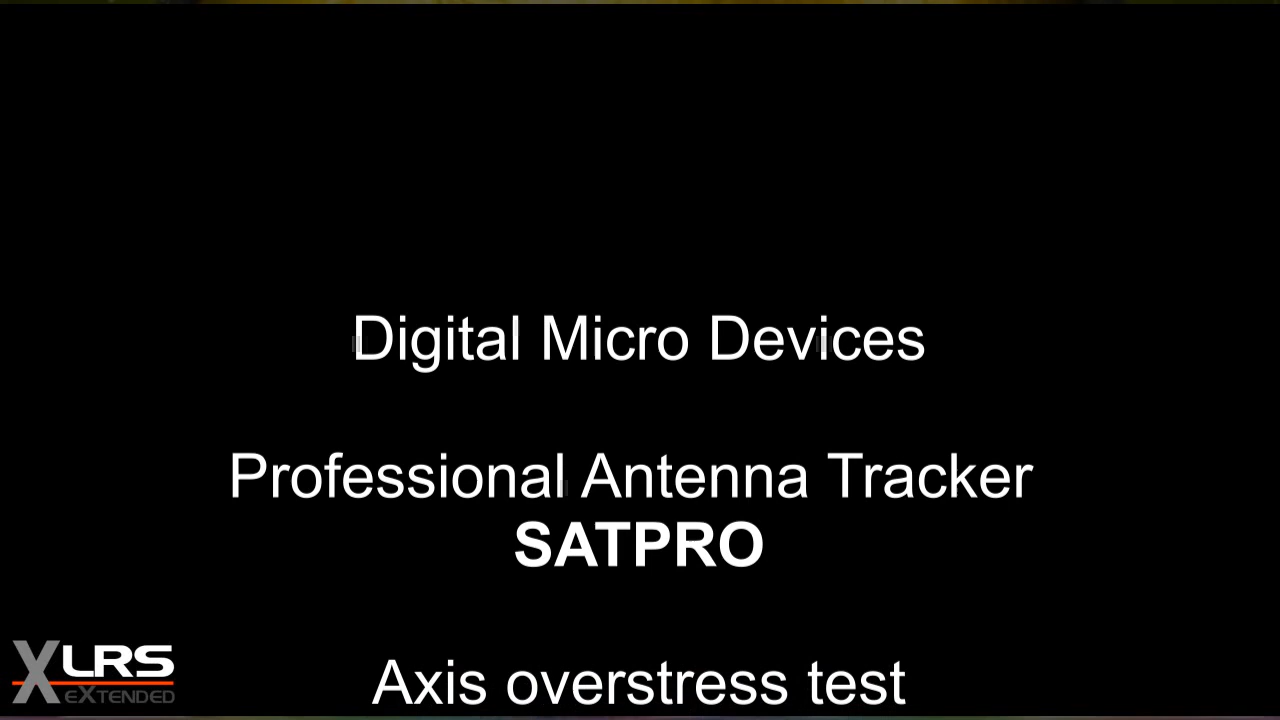 Digital Micro Devices
Professional Antenna Tracker
SATPRO
Axis overstress test
XLRS
eXTENDED